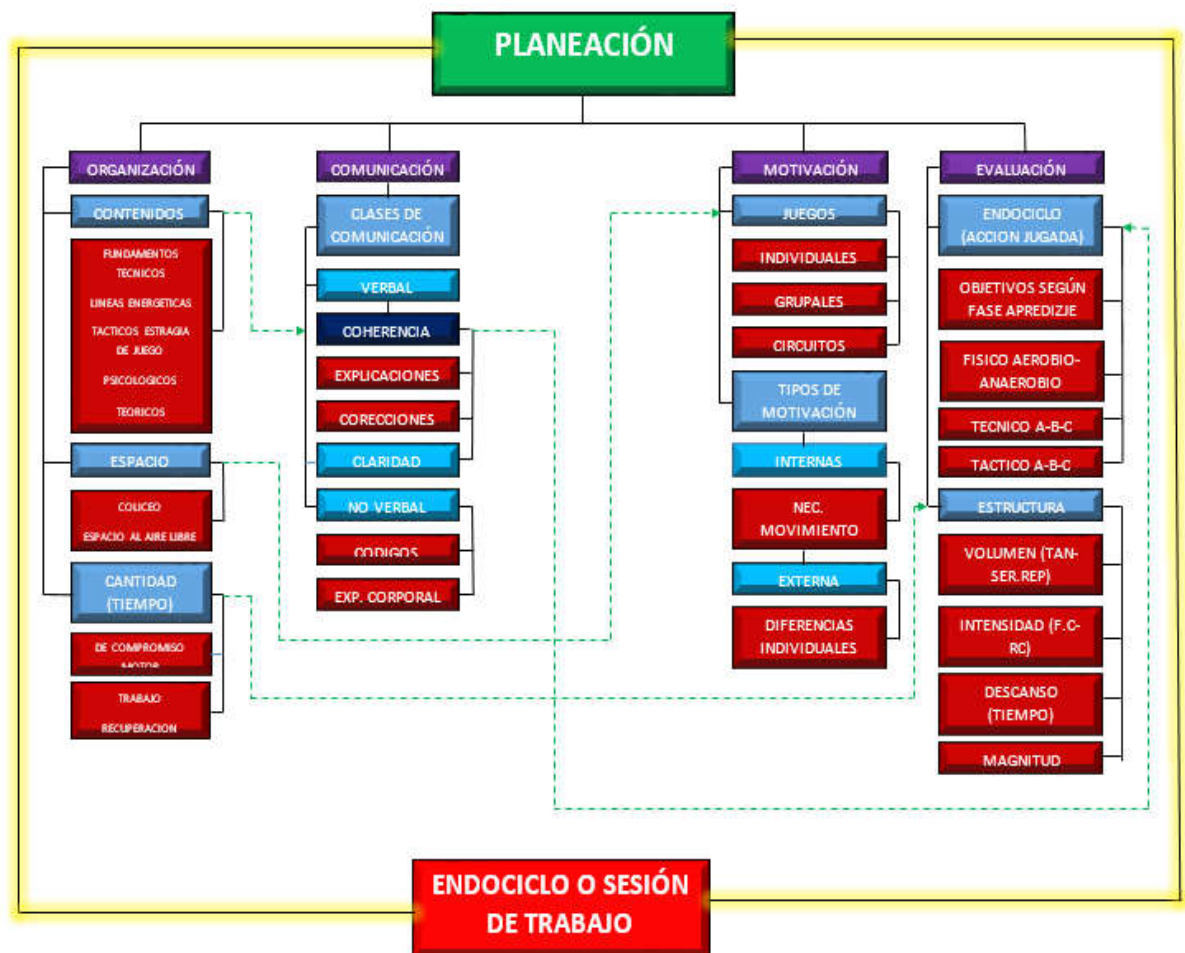 PLANEACIÓN
ORGANIZACIÓN
CONTENIDOS
FUNDAMENTOS
TECNICOS
LINEAS ENERGETICAS
TACTICOS ESTRAGIA
DE JUEGO
PSICOLOGICOS
TEORICOS
ESPACIO
COLICEO
ESPACIO AL AIRE LIBRE
CANTIDAD
(TIEMPO)
DE COMPROMISO
MOTOR
TRABAJO
RECUPERACION
COMUNICACIÓN
CLASES DE
COMUNICACIÓN
VERBAL
COHERENCIA
EXPLICACIONES
CORECCIONES
CLARIDAD
NO VERBAL
CODIGOS
EXP. CORPORAL
MOTIVACIÓN
JUEGOS
INDIVIDUALES
GRUPALES
CIRCUITOS
TIPOS DE
MOTIVACIÓN
INTERNAS
NEC.
MOVIMIENTO
EXTERNA
DIFERENCIAS
INDIVIDUALES
EVALUACIÓN
ENDOCICLO
(ACCION JUGADA)
OBJETIVOS SEGÚN
FASE APREDIZJE
FISICO AEROBIO-
ANAEROBIO
TECNICO A-B-C
TACTICO A-B-C
ESTRUCTURA
VOLUMEN (TAN-
SER.REP)
INTENSIDAD (F.C-
RC)
DESCANSO
(TIEMPO)
MAGNITUD
ENDOCICLO O SESIÓN
DE TRABAJO